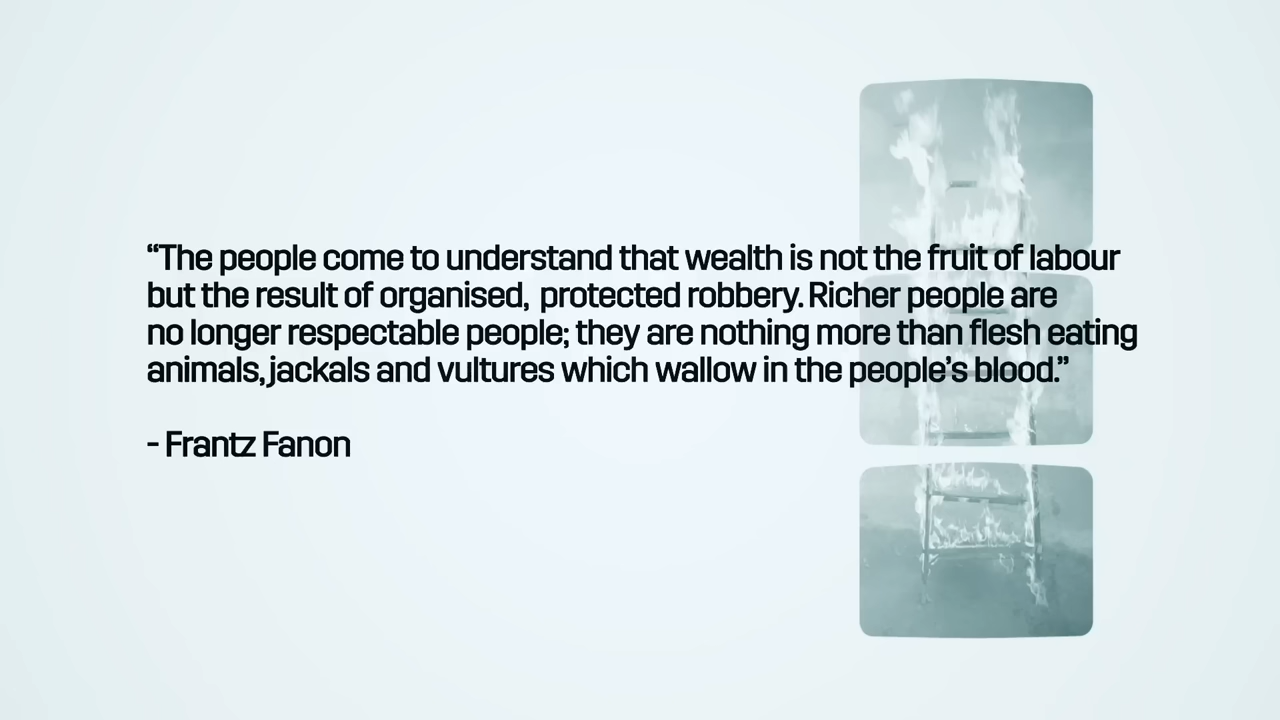 “The people come to understand that wealth is not the fruit of labour
but the result of organised, protected robbery. Richer people are
no longer respectable people; they are nothing more than flesh eating
animals, jackals and vultures which wallow in the people’s blood.”
- Frantz Fanon